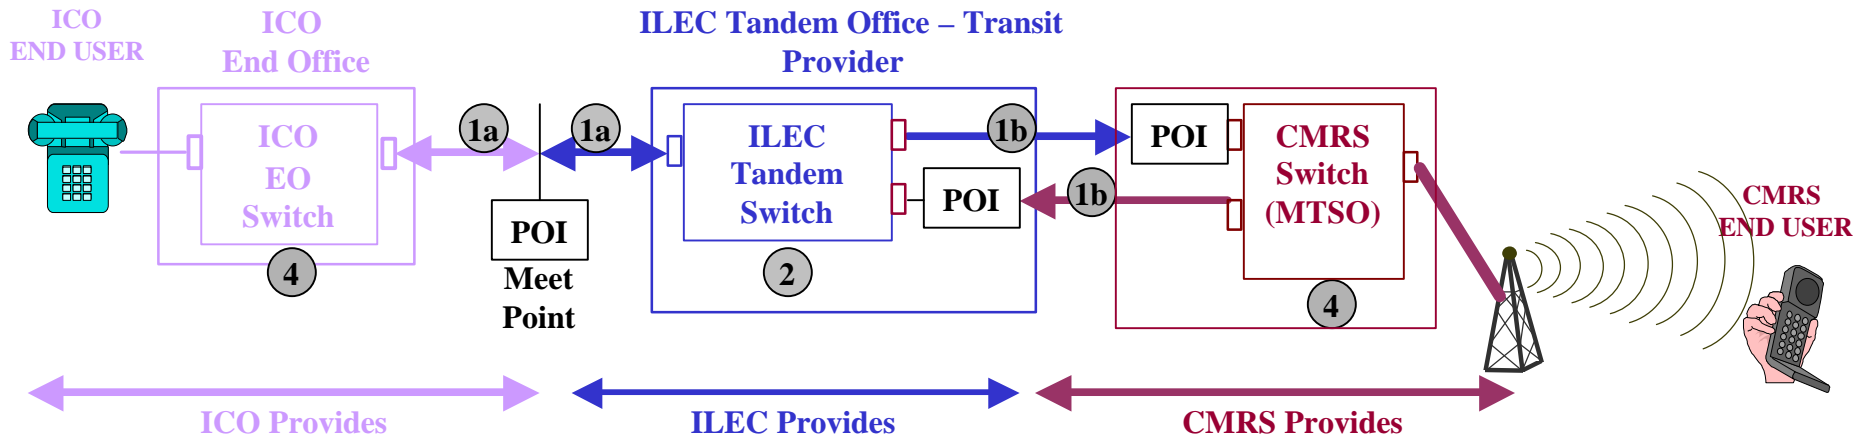 ICO
END USER
ICO
End Office
ILEC Tandem Office – Transit
Provider
1a
1a
1b
1b
ICO
EO
Switch
4
POI
Meet
Point
ILEC
Tandem
Switch
2
POI
POI
CMRS
Switch
(MTSO)
4
CMRS
END USER
ICO Provides
ILEC Provides
CMRS Provides